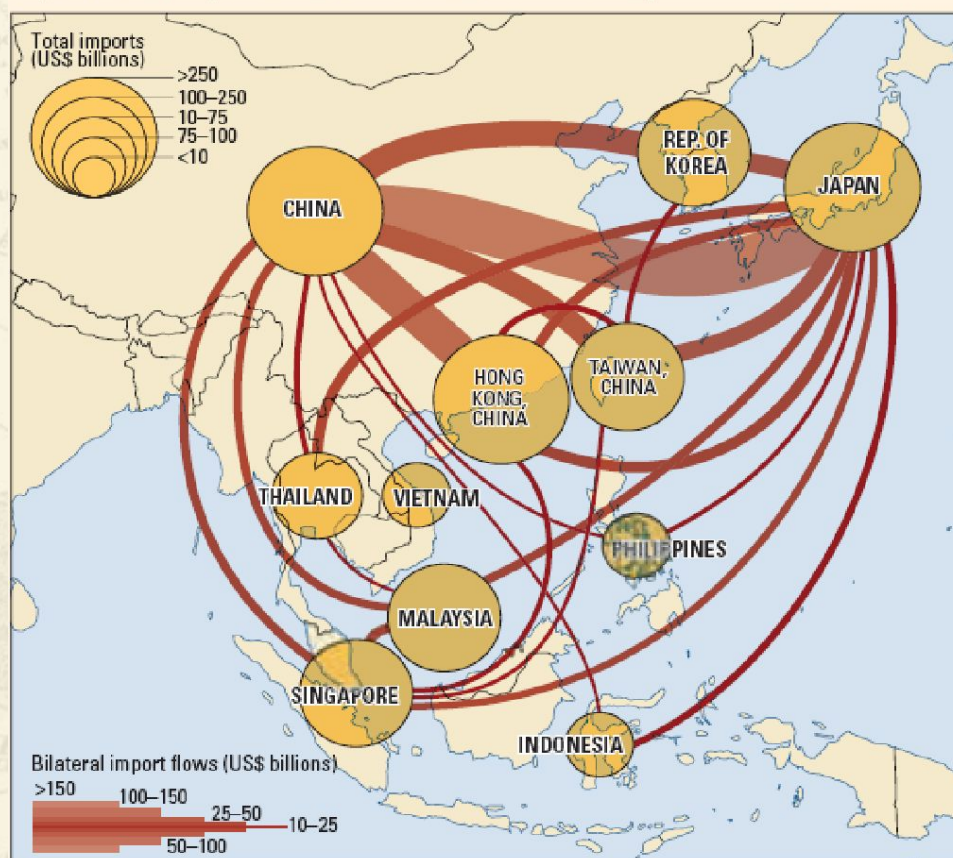 Total imports
(US$ billions)
>250
100–250
10–75
75–100
<10
REP. OF
KOREA
JAPAN
CHINA
TAIWAN,
CHINA
HONG
KONG,
CHINA
THAILAND
VIETNAM
PHILIPPINES
MALAYSIA
SINGAPORE
INDONESIA
Bilateral import flows (US$ billions)
>150
100–150
25–50
10–25
50–100